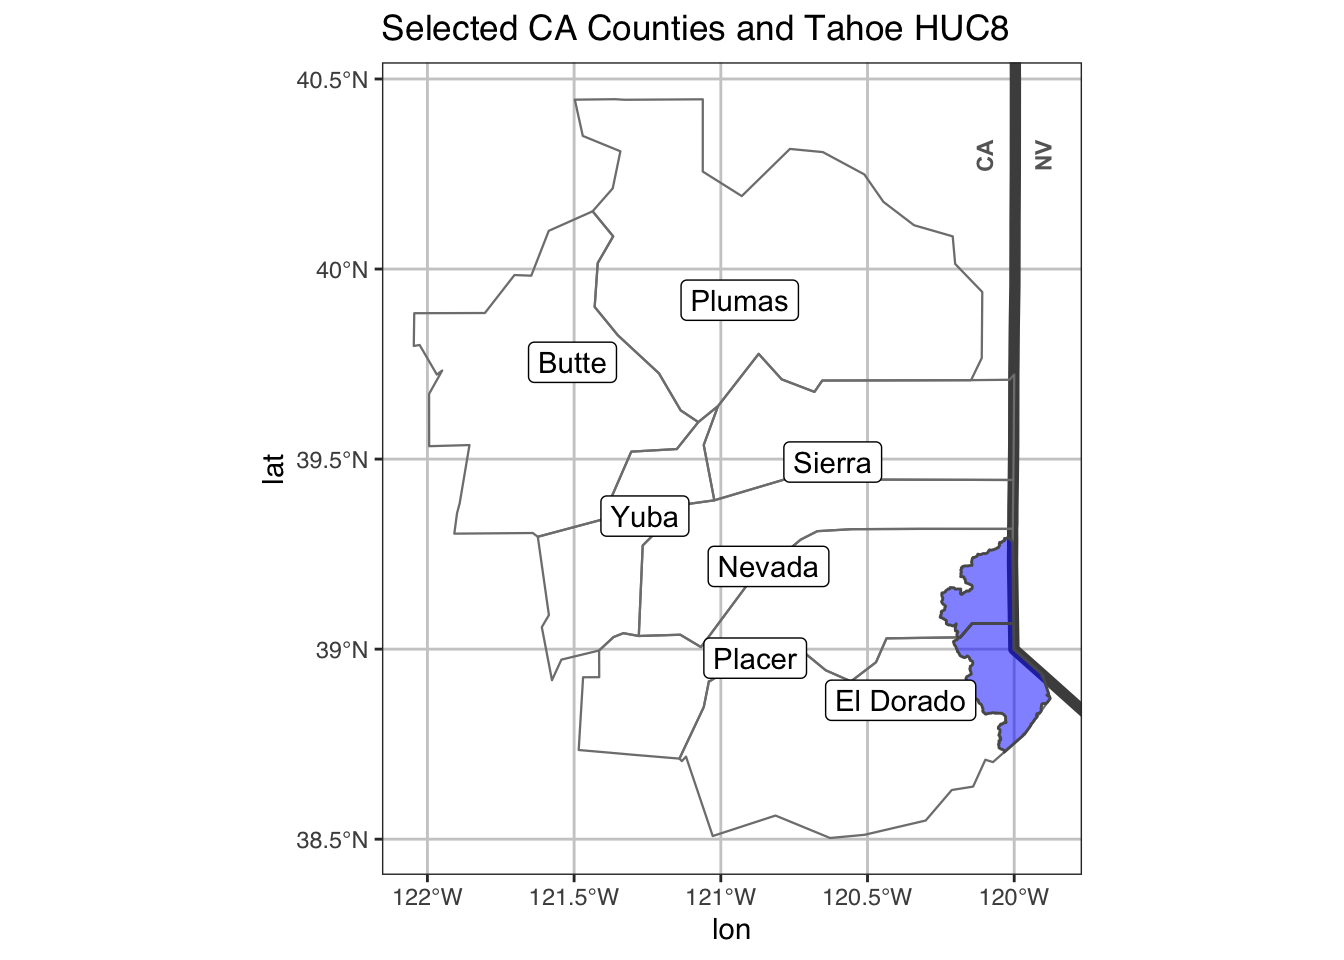 Selected CA Counties and Tahoe HUC8
40.5°N
CA
NV
40°N
Plumas
Butte
39.5°N
Sierra
lat
Yuba
Nevada
39°N
Placer
El Dorado
38.5°N
122°W 121.5°W 121°W 120.5°W 120°W
lon